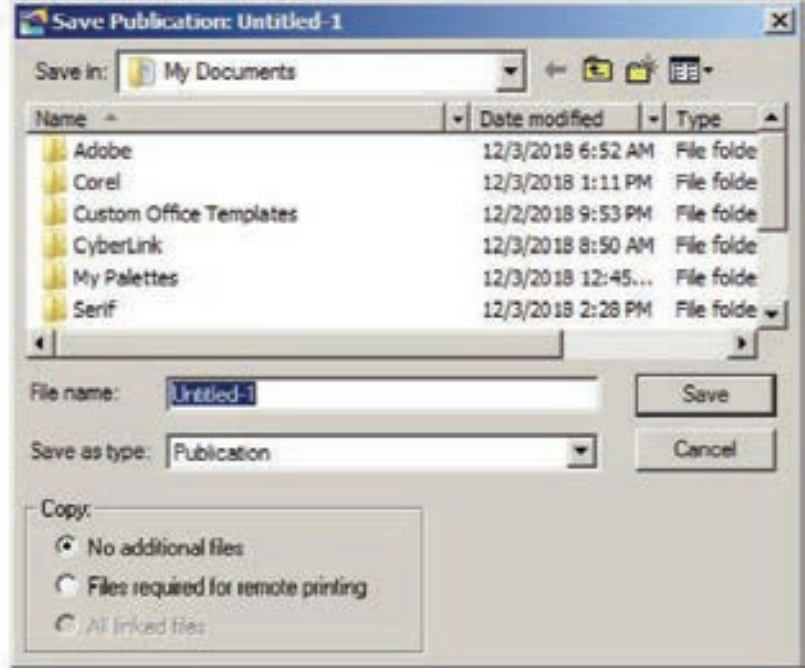 Save Publication: Untitled-1
Save in: My Documents
Name Date modified Type
Adobe 12/3/2018 6:52 AM File folde
Corel 12/3/2018 1:11 PM File folde
Custom Office Templates 12/2/2018 9:53 PM File folde
CyberLink 12/3/2018 8:50 AM File folde
My Palettes 12/3/2018 12:45... File folde
Serif 12/3/2018 2:28 PM File folde
File name: Untitled-1 Save
Save as type: Publication Cancel
Copy:
No additional files
Files required for remote printing
All linked files